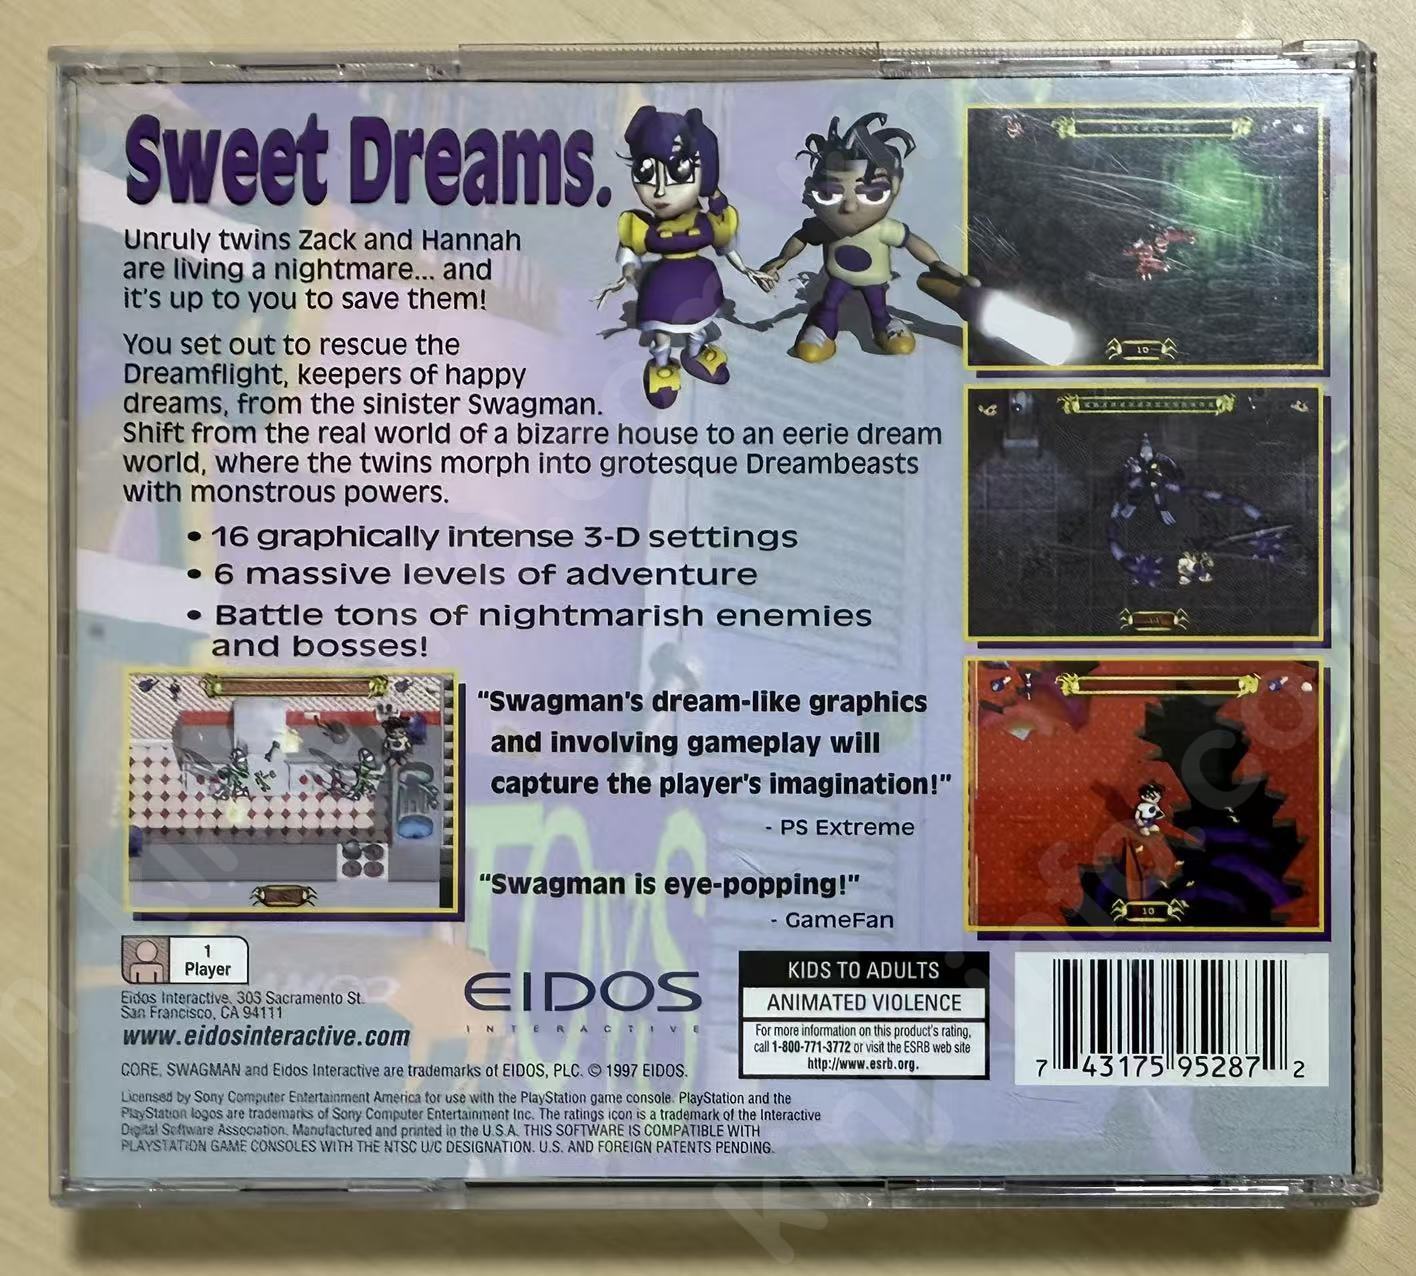 Sweet Dreams.
Unruly twins Zack and Hannah
are living a nightmare... and
it's up to you to save them!
You set out to rescue the
Dreamflight, keepers of happy
dreams, from the sinister Swagman.
Shift from the real world of a bizarre house to an eerie dream
world, where the twins morph into grotesque Dreambeasts
with monstrous powers.
• 16 graphically intense 3-D settings
• 6 massive levels of adventure
• Battle tons of nightmarish enemies
and bosses!
"Swagman's dream-like graphics
and involving gameplay will
capture the player's imagination!"
- PS Extreme
"Swagman is eye-popping!"
- GameFan
10
10
TOYS
1
Player
Eidos Interactive, 303 Sacramento St.
San Francisco, CA 94111
www.eidosinteractive.com
EIDOS
INTERACTIVE
KIDS TO ADULTS
ANIMATED VIOLENCE
For more information on this product's rating,
call 1-800-771-3772 or visit the ESRB web site
http://www.esrb.org.
7 43175 95287 2
CORE, SWAGMAN and Eidos Interactive are trademarks of EIDOS, PLC. © 1997 EIDOS.
Licensed by Sony Computer Entertainment America for use with the PlayStation game console. PlayStation and the
PlayStation logos are trademarks of Sony Computer Entertainment Inc. The ratings icon is a trademark of the Interactive
Digital Software Association. Manufactured and printed in the U.S.A. THIS SOFTWARE IS COMPATIBLE WITH
PLAYSTATION GAME CONSOLES WITH THE NTSC U/C DESIGNATION. U.S. AND FOREIGN PATENTS PENDING.